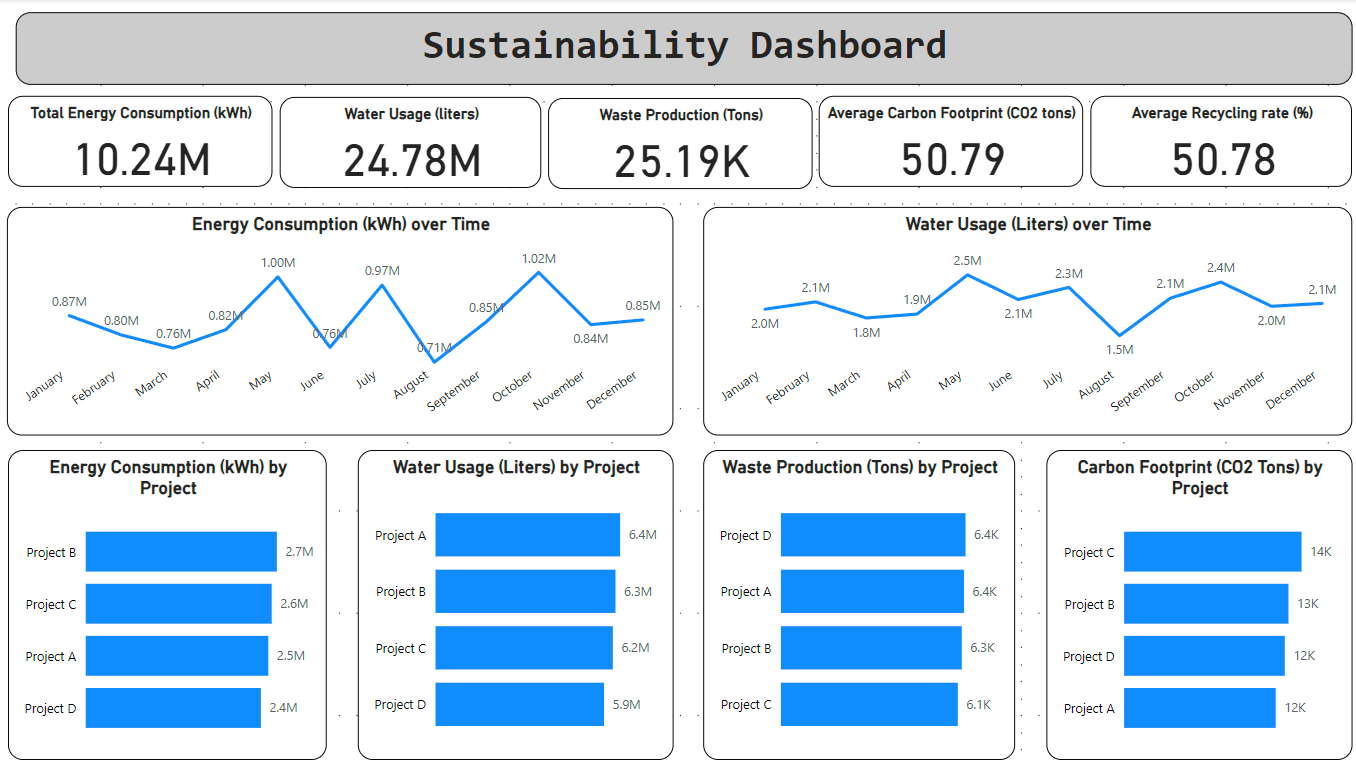 Sustainability Dashboard
Total Energy Consumption (kWh)
10.24M
Water Usage (liters)
24.78M
Waste Production (Tons)
25.19K
Average Carbon Footprint (CO2 tons)
50.79
Average Recycling rate (%)
50.78
Energy Consumption (kWh) over Time
0.87M
0.80M
0.76M
0.82M
1.00M
0.76M
0.97M
0.71M
0.85M
1.02M
0.84M
0.85M
January
February
March
April
May
June
July
August
September
October
November
December
Water Usage (Liters) over Time
2.0M
2.1M
1.8M
1.9M
2.5M
2.1M
2.3M
1.5M
2.1M
2.4M
2.0M
2.1M
January
February
March
April
May
June
July
August
September
October
November
December
Energy Consumption (kWh) by
Project
Project B 2.7M
Project C 2.6M
Project A 2.5M
Project D 2.4M
Water Usage (Liters) by Project
Project A 6.4M
Project B 6.3M
Project C 6.2M
Project D 5.9M
Waste Production (Tons) by Project
Project D 6.4K
Project A 6.4K
Project B 6.3K
Project C 6.1K
Carbon Footprint (CO2 Tons) by
Project
Project C 14K
Project B 13K
Project D 12K
Project A 12K